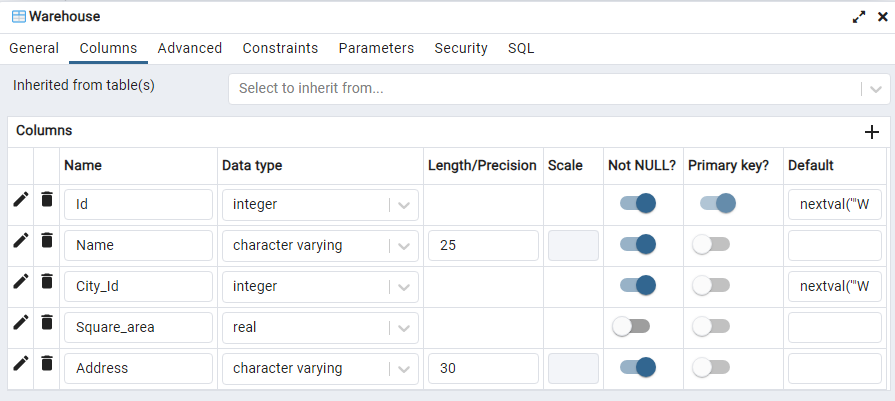 Warehouse
General Columns Advanced Constraints Parameters Security SQL
Inherited from table(s) Select to inherit from...
Columns
Name Data type Length/Precision Scale Not NULL? Primary key? Default
Id integer nextval('"W
Name character varying 25
City_Id integer nextval('"W
Square_area real
Address character varying 30